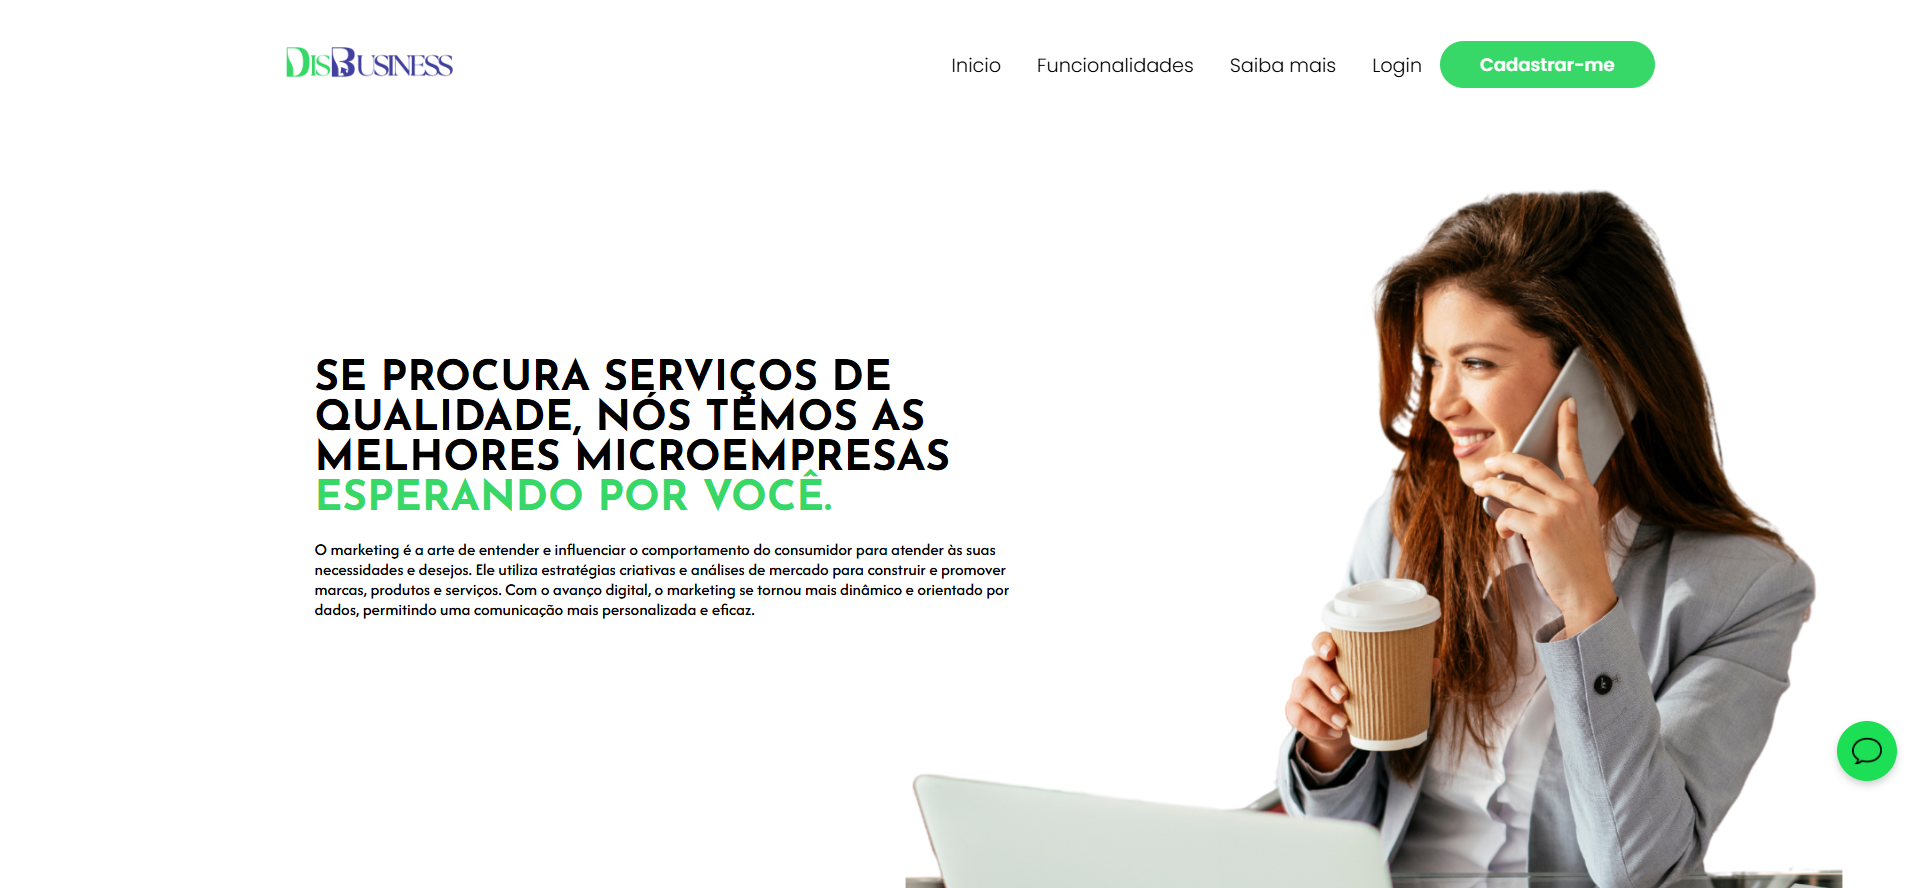 DISBUSINESS
Inicio Funcionalidades Saiba mais Login Cadastrar-me
SE PROCURA SERVIÇOS DE
QUALIDADE, NÓS TEMOS AS
MELHORES MICROEMPRESAS
ESPERANDO POR VOCÊ.
O marketing é a arte de entender e influenciar o comportamento do consumidor para atender às suas
necessidades e desejos. Ele utiliza estratégias criativas e análises de mercado para construir e promover
marcas, produtos e serviços. Com o avanço digital, o marketing se tornou mais dinâmico e orientado por
dados, permitindo uma comunicação mais personalizada e eficaz.